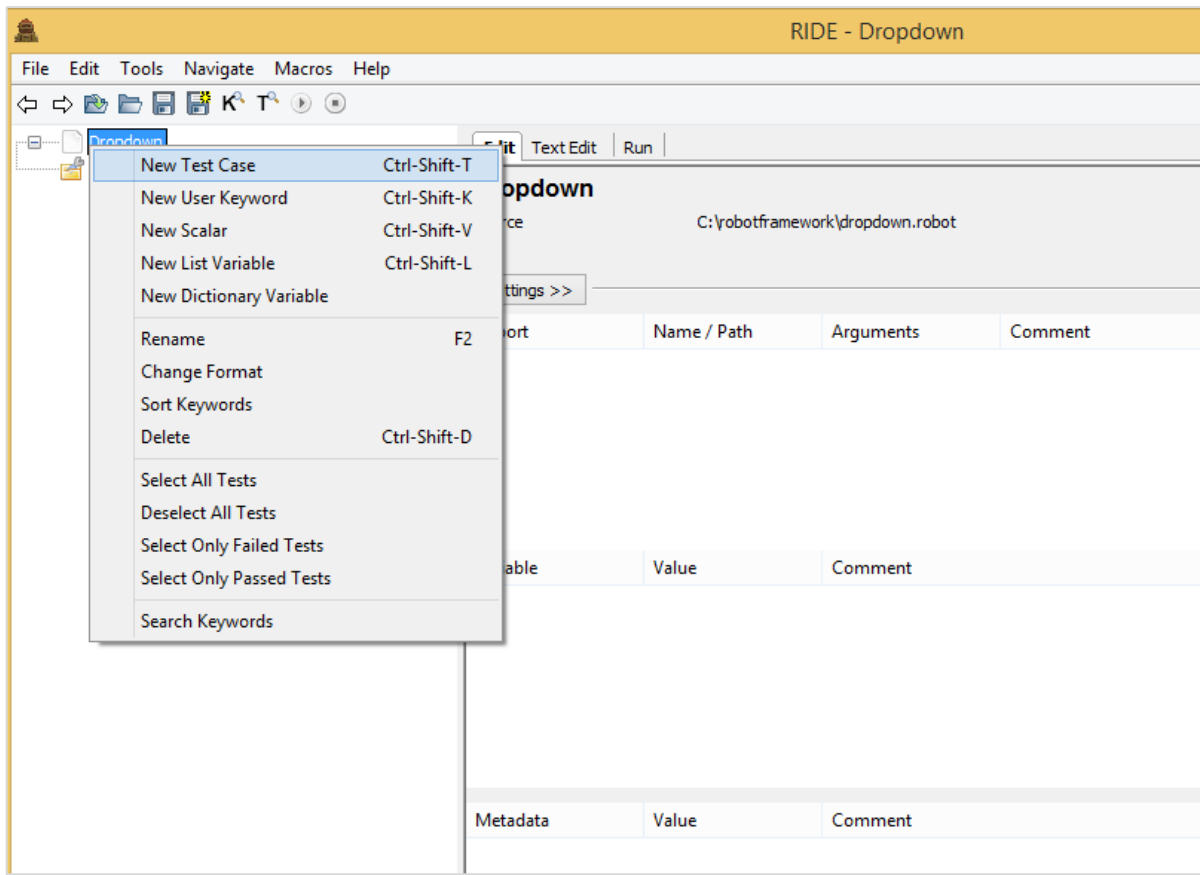 RIDE - Dropdown
File Edit Tools Navigate Macros Help
K T
Dropdown
Edit Text Edit Run
New Test Case Ctrl-Shift-T
opdown
New User Keyword Ctrl-Shift-K
rce C:\robotframework\dropdown.robot
New Scalar Ctrl-Shift-V
New List Variable Ctrl-Shift-L
New Dictionary Variable
ttings >>
Rename F2
ort Name / Path Arguments Comment
Change Format
Sort Keywords
Delete Ctrl-Shift-D
Select All Tests
Deselect All Tests
Select Only Failed Tests
able Value Comment
Select Only Passed Tests
Search Keywords
Metadata Value Comment